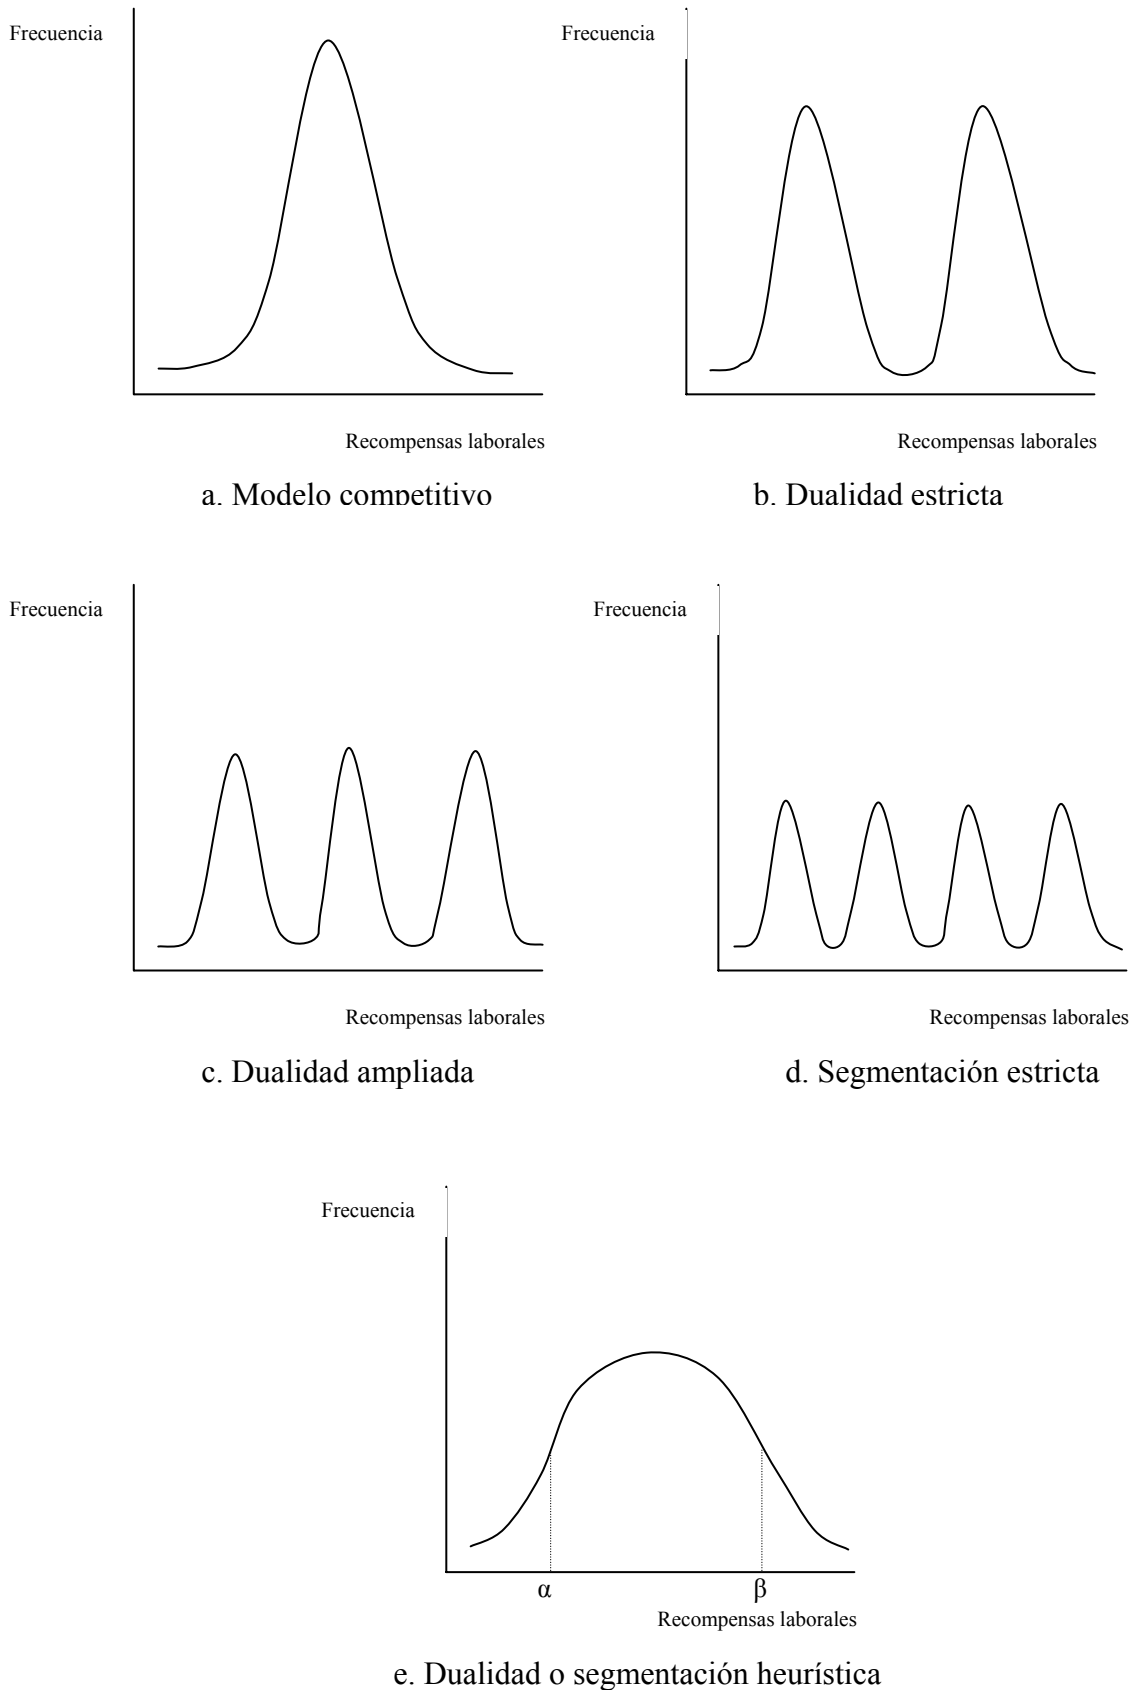 Frecuencia
Frecuencia
Recompensas laborales
Recompensas laborales
a. Modelo competitivo
b. Dualidad estricta
Frecuencia
Frecuencia
Recompensas laborales
Recompensas laborales
c. Dualidad ampliada
d. Segmentación estricta
Frecuencia
α
β
Recompensas laborales
e. Dualidad o segmentación heurística